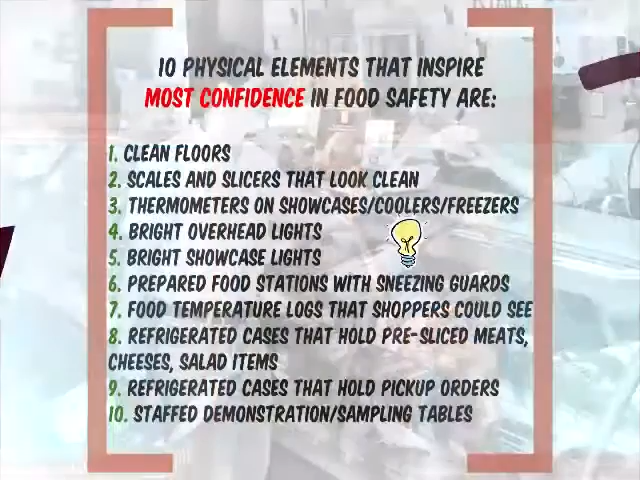 10 PHYSICAL ELEMENTS THAT INSPIRE
MOST CONFIDENCE IN FOOD SAFETY ARE:
1. CLEAN FLOORS
2. SCALES AND SLICERS THAT LOOK CLEAN
3. THERMOMETERS ON SHOWCASES/COOLERS/FREEZERS
4. BRIGHT OVERHEAD LIGHTS
5. BRIGHT SHOWCASE LIGHTS
6. PREPARED FOOD STATIONS WITH SNEEZING GUARDS
7. FOOD TEMPERATURE LOGS THAT SHOPPERS COULD SEE
8. REFRIGERATED CASES THAT HOLD PRE-SLICED MEATS,
CHEESES, SALAD ITEMS
9. REFRIGERATED CASES THAT HOLD PICKUP ORDERS
10. STAFFED DEMONSTRATION/SAMPLING TABLES